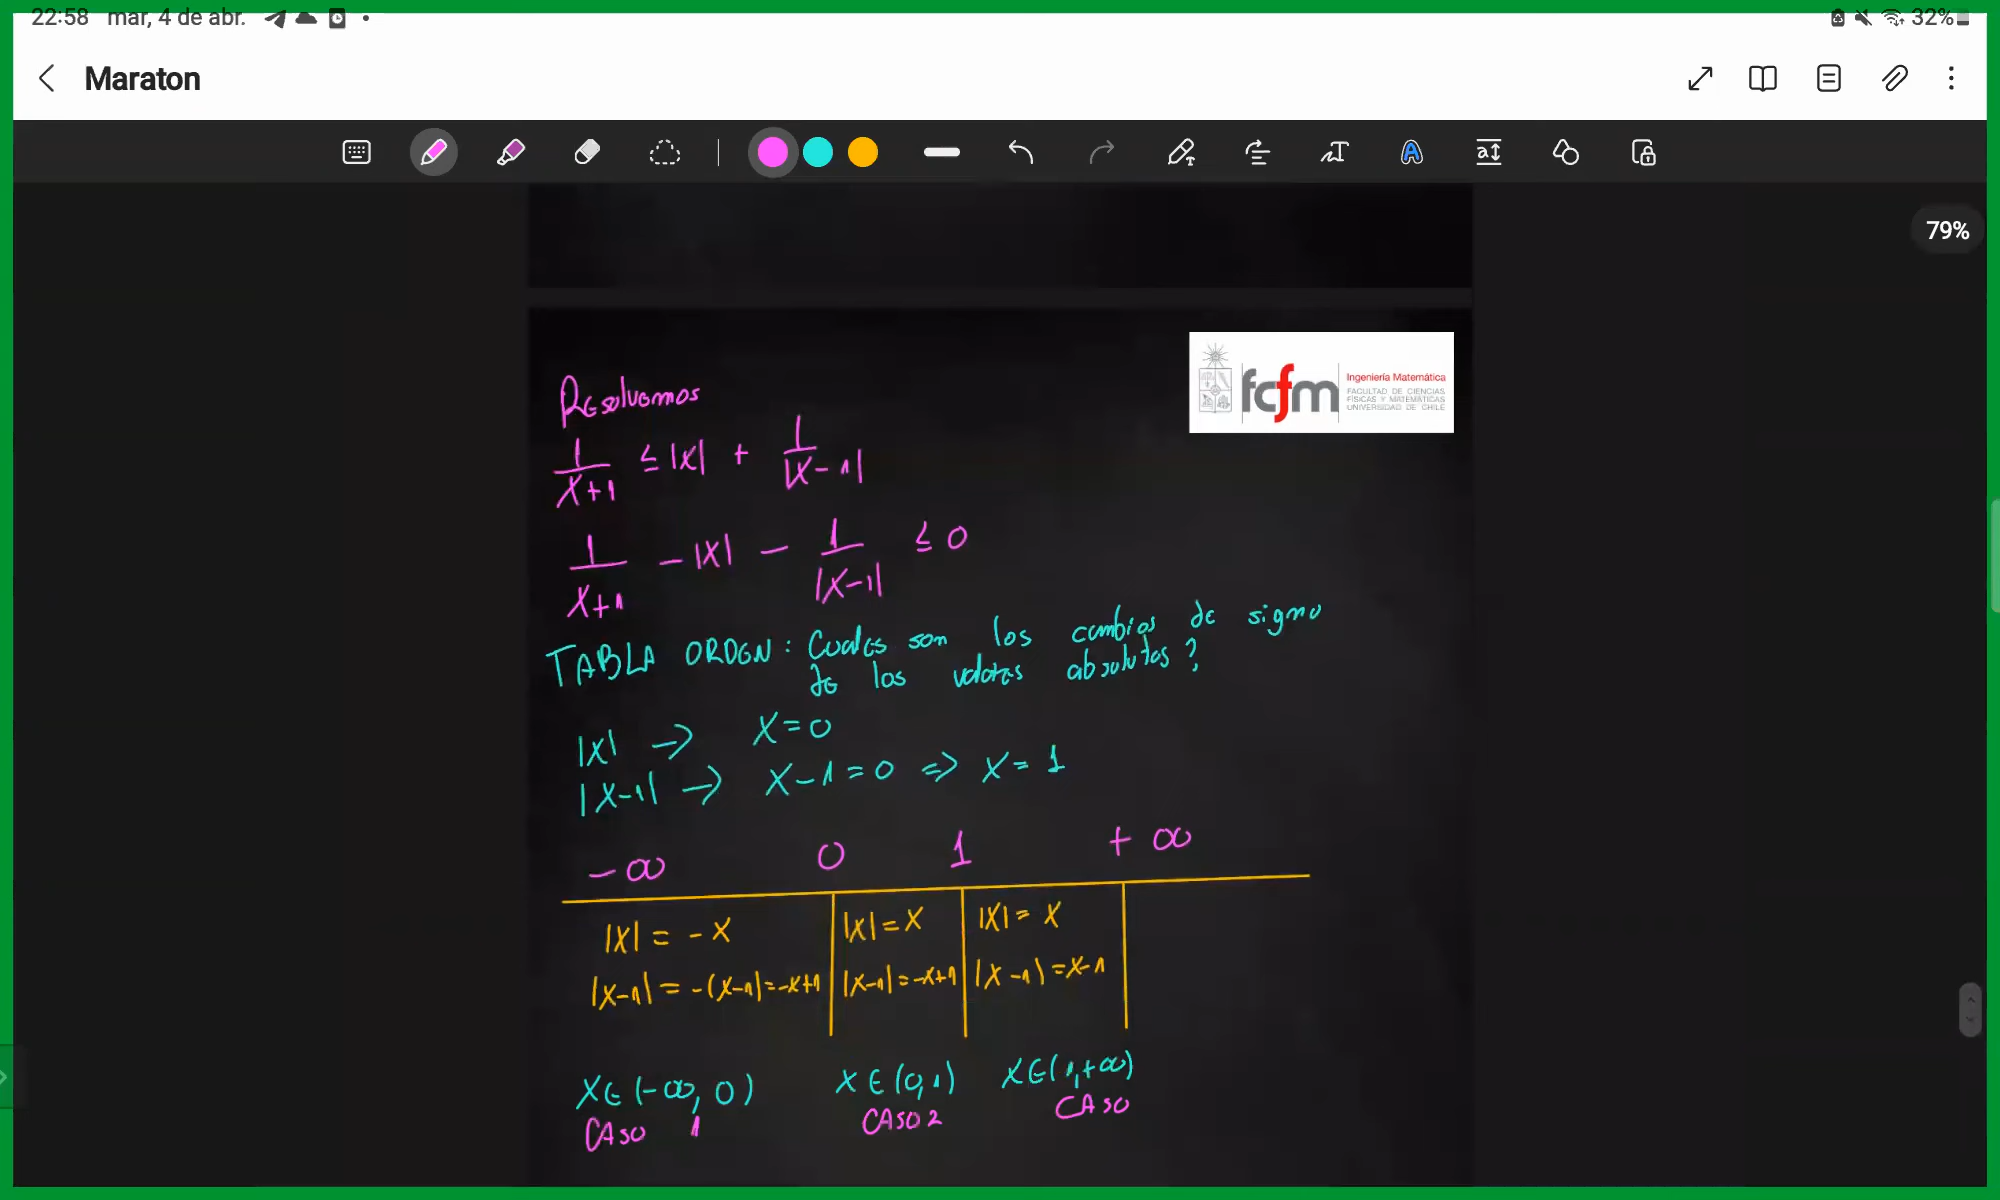 22:58 mar, 4 de abr.
32%
Maraton
79%
fcfm
Ingeniería Matemática
FACULTAD DE CIENCIAS
FÍSICAS Y MATEMÁTICAS
UNIVERSIDAD DE CHILE
Resolvemos
1/(x+1) ≤ |x| + 1/|x-1|
1/(x+1) - |x| - 1/|x-1| ≤ 0
TABLA ORDEN: Cuales son los cambios de signo
de los valores absolutos?
|x| → x=0
|x-1| → x-1=0 ⇒ x=1
-∞ 0 1 +∞
|x| = -x |x|=x |x|=x
|x-1| = -(x-1)=-x+1 |x-1|=-x+1 |x-1|=x-1
x∈(-∞, 0) x∈(0,1) x∈(1,+∞)
CASO 1 CASO 2 CASO